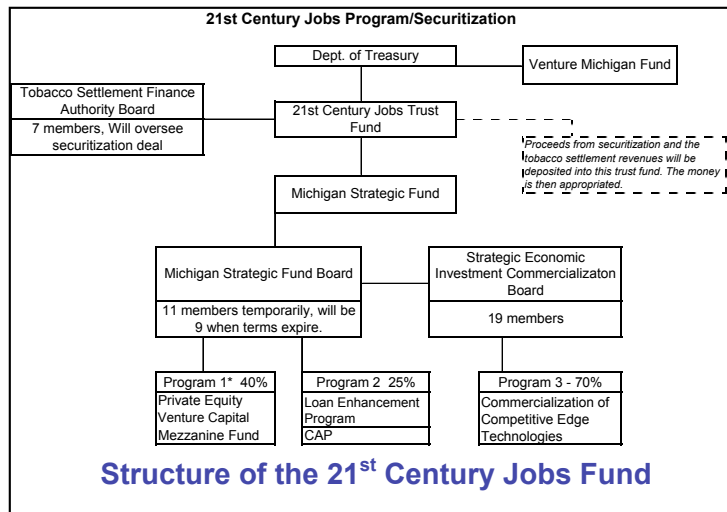 21st Century Jobs Program/Securitization
Dept. of Treasury
Venture Michigan Fund
Tobacco Settlement Finance
Authority Board
7 members, Will oversee
securitization deal
21st Century Jobs Trust
Fund
Proceeds from securitization and the
tobacco settlement revenues will be
deposited into this trust fund. The money
is then appropriated.
Michigan Strategic Fund
Michigan Strategic Fund Board
11 members temporarily, will be
9 when terms expire.
Strategic Economic
Investment Commercializaton
Board
19 members
Program 1* 40%
Private Equity
Venture Capital
Mezzanine Fund
Program 2 25%
Loan Enhancement
Program
CAP
Program 3 - 70%
Commercialization of
Competitive Edge
Technologies
Structure of the 21st Century Jobs Fund